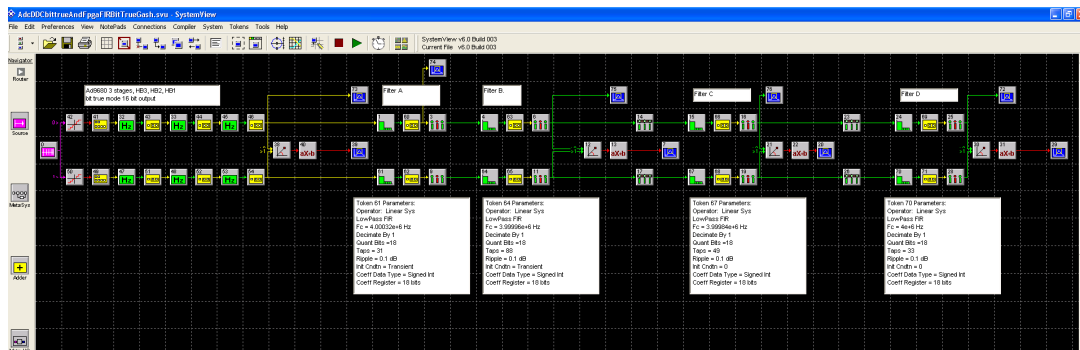 AdcDDCbittrueAndFpgaFIRBitTrueGash.svu - SystemView
File Edit Preferences View NotePads Connections Compiler System Tokens Tools Help
SystemView v6.0 Build 003
Current File v6.0 Build 003
Navigator
Router
Source
MetaSys
Adder
Ad9680 3 stages, HB3, HB2, HB1
bit true mode 16 bit output
Filter A
Filter B.
Filter C
Filter D
Token 61 Parameters:
Operator: Linear Sys
LowPass FIR
Fc = 4.00032e+6 Hz
Decimate By 1
Quant Bits =18
Taps = 31
Ripple = 0.1 dB
Init Cndtn = Transient
Coeff Data Type = Signed Int
Coeff Register = 18 bits
Token 64 Parameters:
Operator: Linear Sys
LowPass FIR
Fc = 3.99996e+6 Hz
Decimate By 1
Quant Bits =18
Taps = 88
Ripple = 0.1 dB
Init Cndtn = Transient
Coeff Data Type = Signed Int
Coeff Register = 18 bits
Token 67 Parameters:
Operator: Linear Sys
LowPass FIR
Fc = 3.99984e+6 Hz
Decimate By 1
Quant Bits =18
Taps = 49
Ripple = 0.1 dB
Init Cndtn = 0
Coeff Data Type = Signed Int
Coeff Register = 18 bits
Token 70 Parameters:
Operator: Linear Sys
LowPass FIR
Fc = 4e+6 Hz
Decimate By 1
Quant Bits =18
Taps = 33
Ripple = 0.1 dB
Init Cndtn = 0
Coeff Data Type = Signed Int
Coeff Register = 18 bits